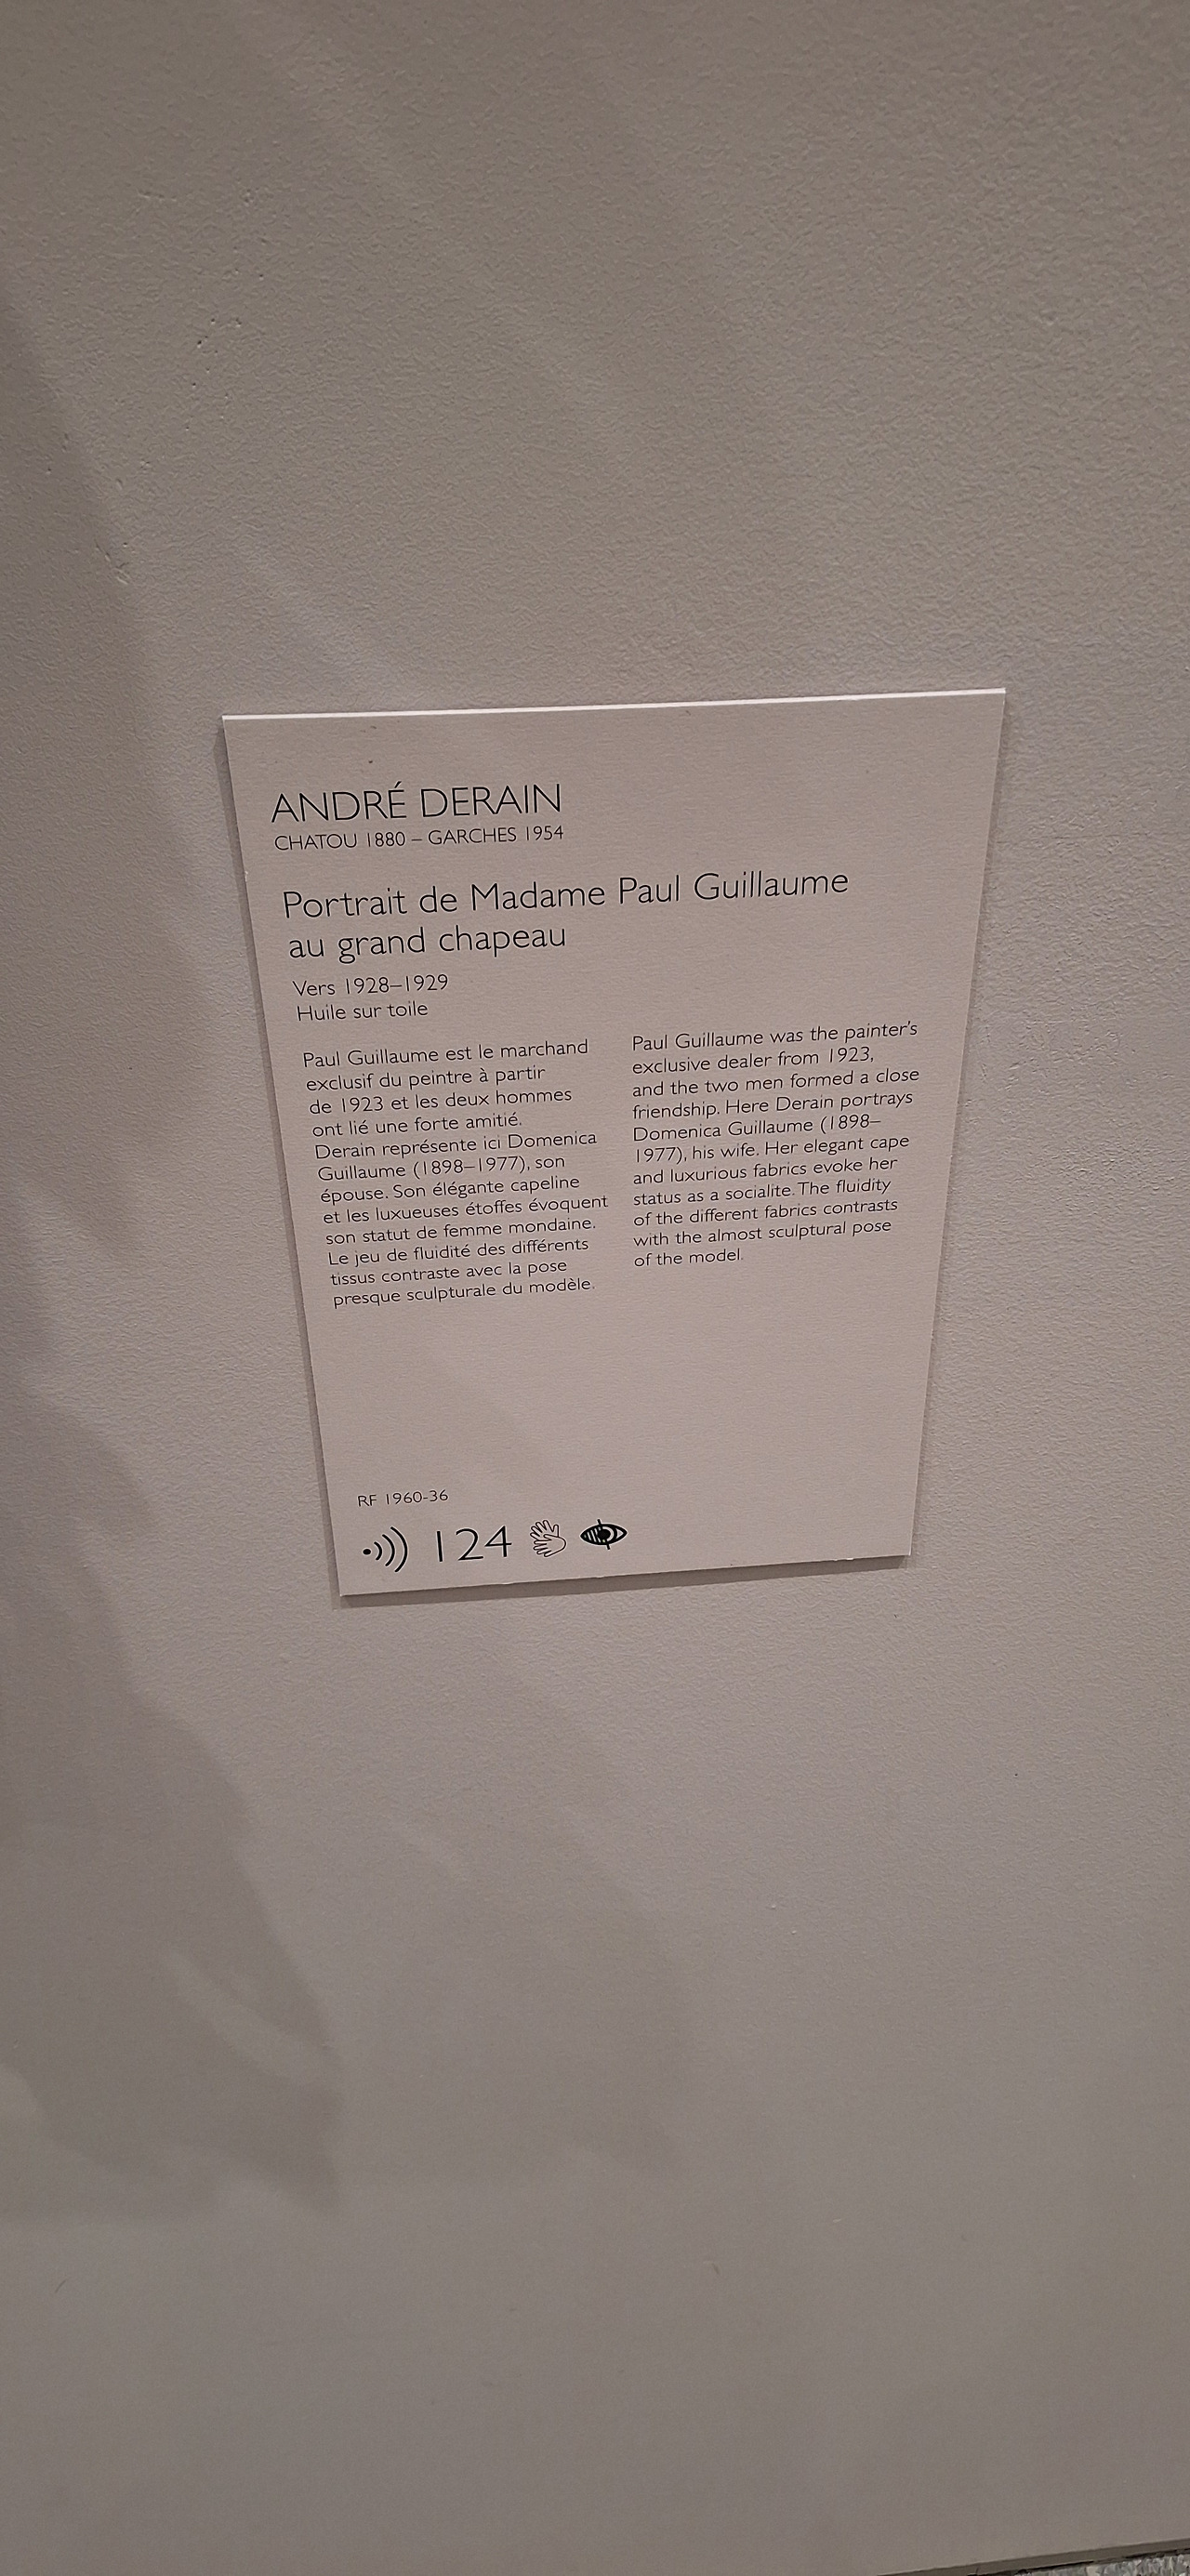 ANDRÉ DERAIN
CHATOU 1880 – GARCHES 1954
Portrait de Madame Paul Guillaume
au grand chapeau
Vers 1928–1929
Huile sur toile
Paul Guillaume est le marchand
exclusif du peintre à partir
de 1923 et les deux hommes
ont lié une forte amitié.
Derain représente ici Domenica
Guillaume (1898–1977), son
épouse. Son élégante capeline
et les luxueuses étoffes évoquent
son statut de femme mondaine.
Le jeu de fluidité des différents
tissus contraste avec la pose
presque sculpturale du modèle.
Paul Guillaume was the painter's
exclusive dealer from 1923,
and the two men formed a close
friendship. Here Derain portrays
Domenica Guillaume (1898–
1977), his wife. Her elegant cape
and luxurious fabrics evoke her
status as a socialite. The fluidity
of the different fabrics contrasts
with the almost sculptural pose
of the model.
RF 1960-36
124